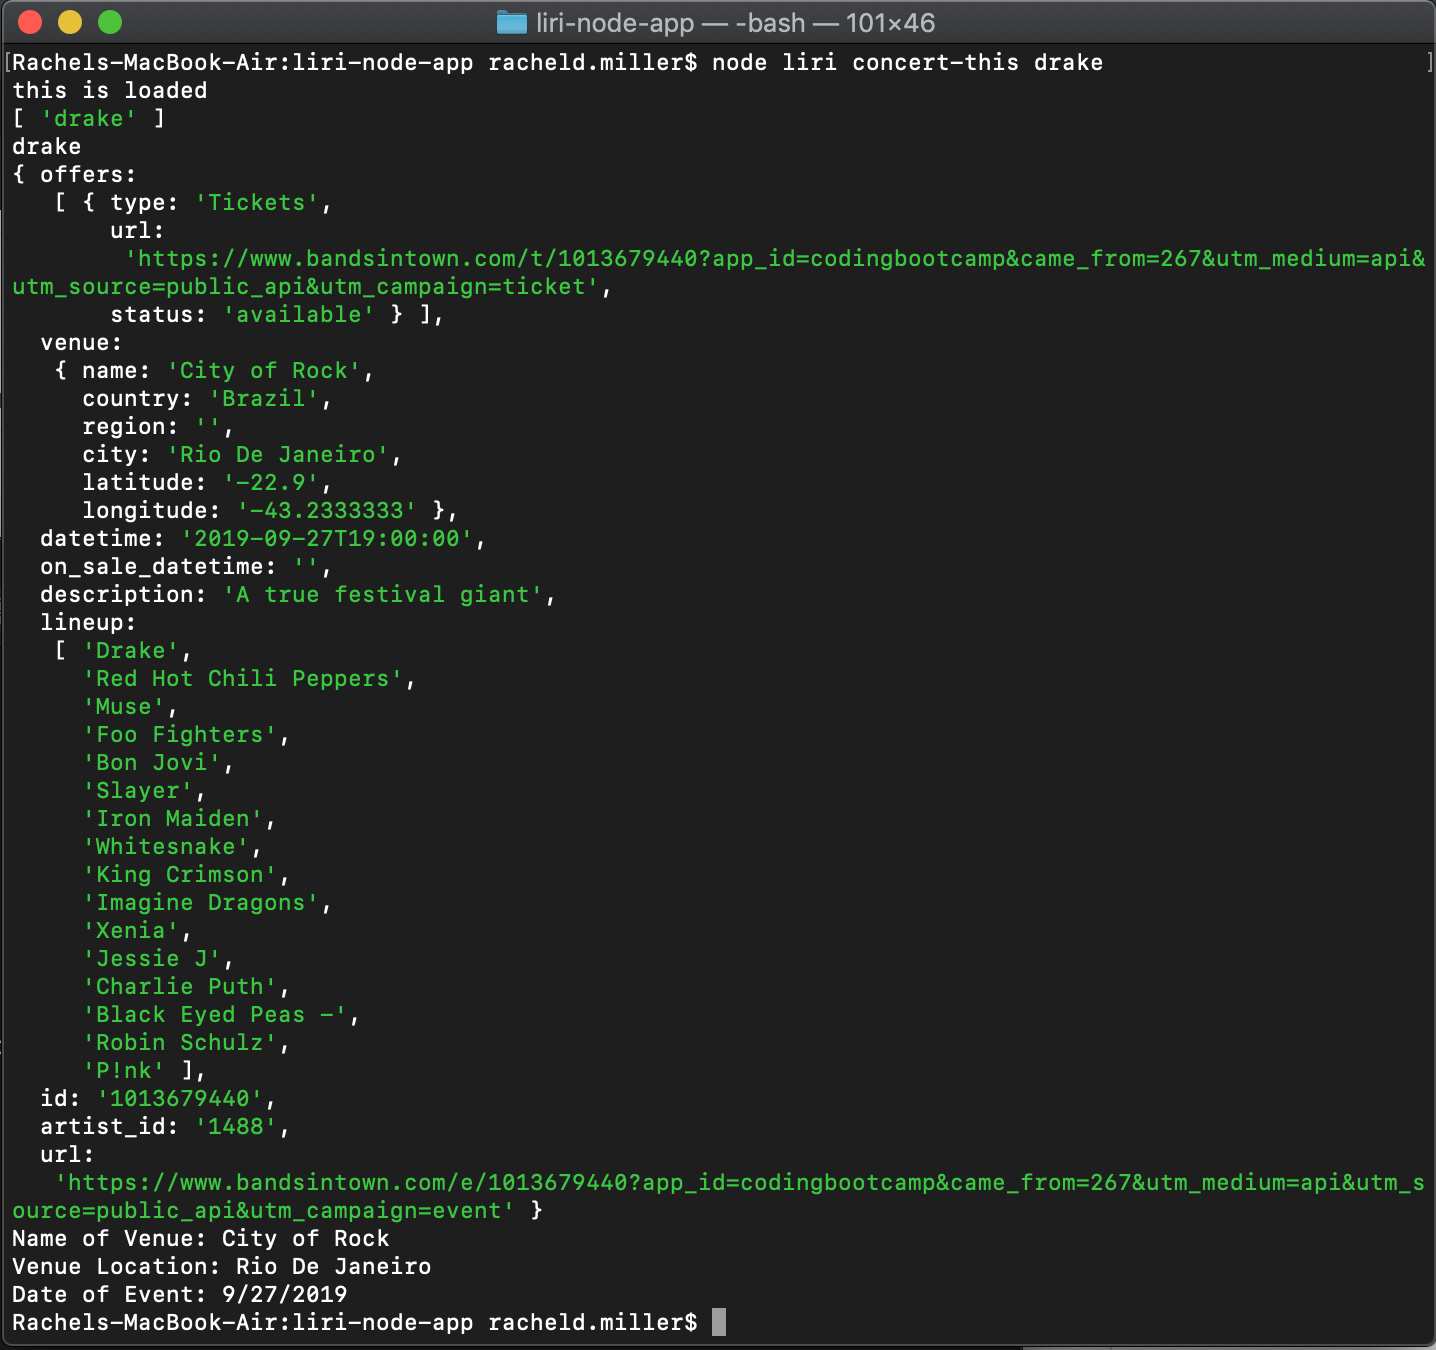 liri-node-app — -bash — 101×46
[Rachels-MacBook-Air:liri-node-app racheld.miller$ node liri concert-this drake ]
this is loaded
[ 'drake' ]
drake
{ offers:
   [ { type: 'Tickets',
       url:
        'https://www.bandsintown.com/t/1013679440?app_id=codingbootcamp&came_from=267&utm_medium=api&
utm_source=public_api&utm_campaign=ticket',
       status: 'available' } ],
  venue:
   { name: 'City of Rock',
     country: 'Brazil',
     region: '',
     city: 'Rio De Janeiro',
     latitude: '-22.9',
     longitude: '-43.2333333' },
  datetime: '2019-09-27T19:00:00',
  on_sale_datetime: '',
  description: 'A true festival giant',
  lineup:
   [ 'Drake',
     'Red Hot Chili Peppers',
     'Muse',
     'Foo Fighters',
     'Bon Jovi',
     'Slayer',
     'Iron Maiden',
     'Whitesnake',
     'King Crimson',
     'Imagine Dragons',
     'Xenia',
     'Jessie J',
     'Charlie Puth',
     'Black Eyed Peas -',
     'Robin Schulz',
     'P!nk' ],
  id: '1013679440',
  artist_id: '1488',
  url:
   'https://www.bandsintown.com/e/1013679440?app_id=codingbootcamp&came_from=267&utm_medium=api&utm_s
ource=public_api&utm_campaign=event' }
Name of Venue: City of Rock
Venue Location: Rio De Janeiro
Date of Event: 9/27/2019
Rachels-MacBook-Air:liri-node-app racheld.miller$